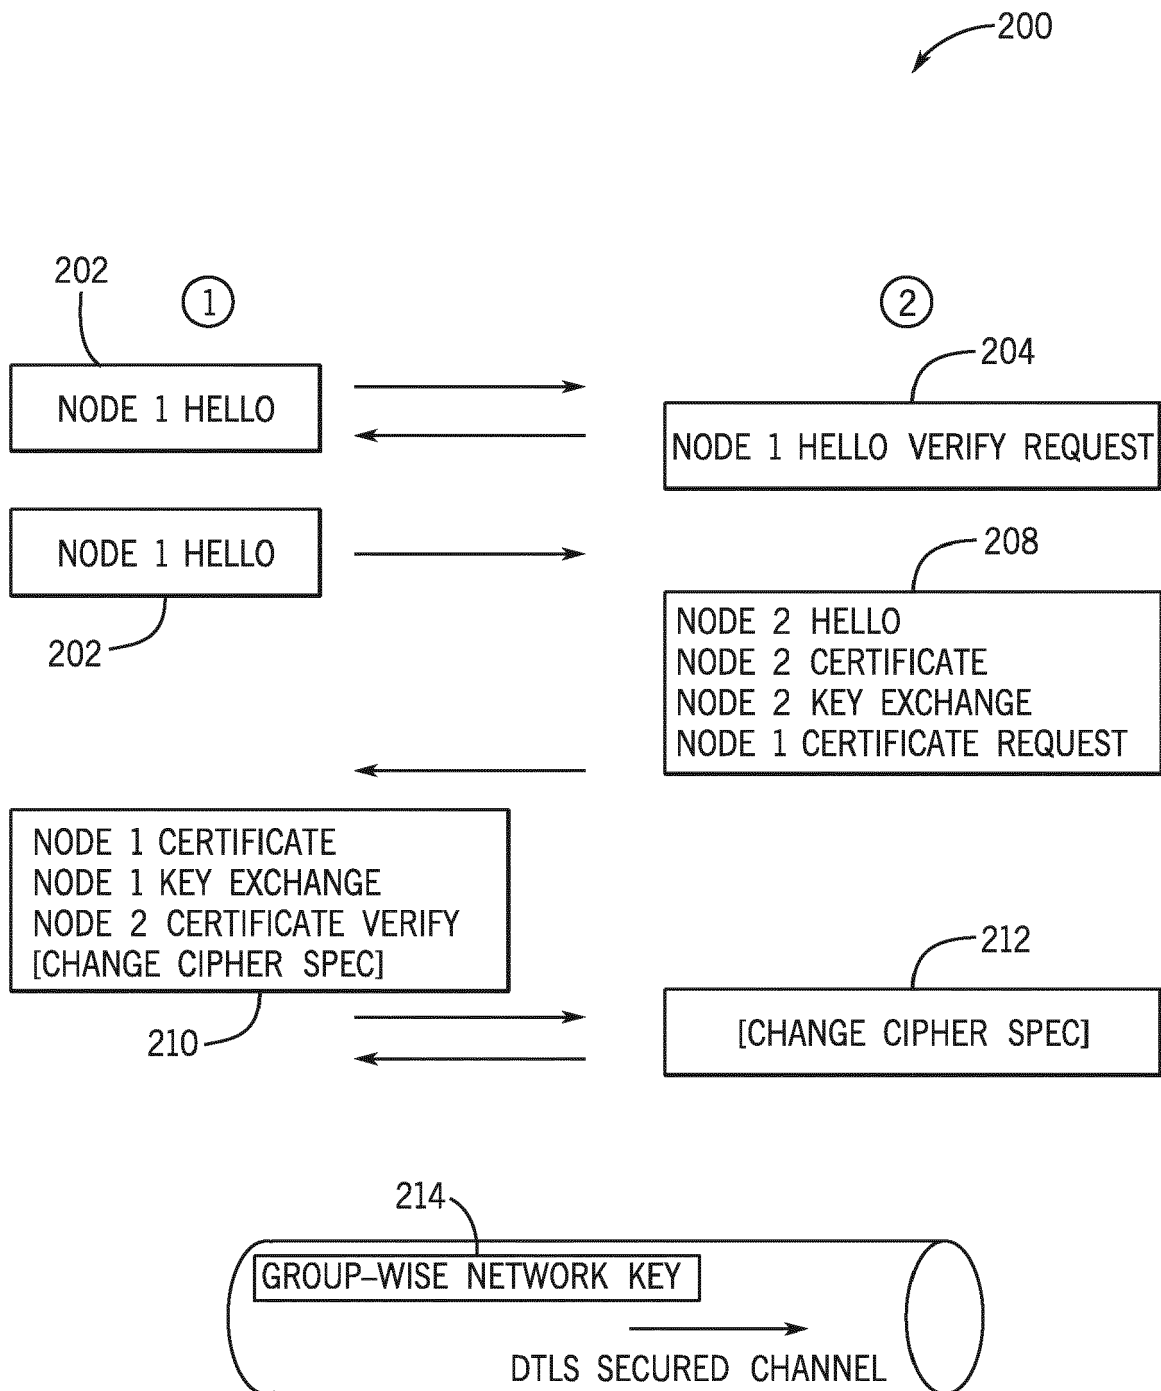 200
202
1
2
204
NODE 1 HELLO
NODE 1 HELLO VERIFY REQUEST
NODE 1 HELLO
202
208
NODE 2 HELLO
NODE 2 CERTIFICATE
NODE 2 KEY EXCHANGE
NODE 1 CERTIFICATE REQUEST
NODE 1 CERTIFICATE
NODE 1 KEY EXCHANGE
NODE 2 CERTIFICATE VERIFY
[CHANGE CIPHER SPEC]
210
212
[CHANGE CIPHER SPEC]
214
GROUP–WISE NETWORK KEY
DTLS SECURED CHANNEL